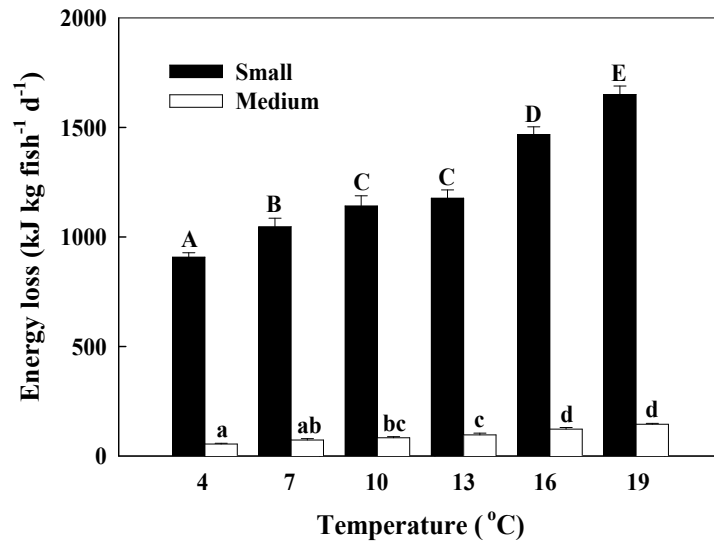 2000
1500
1000
500
0
Energy loss (kJ kg fish⁻¹ d⁻¹)
Small
Medium
A
B
C
C
D
E
a
ab
bc
c
d
d
4 7 10 13 16 19
Temperature (°C)